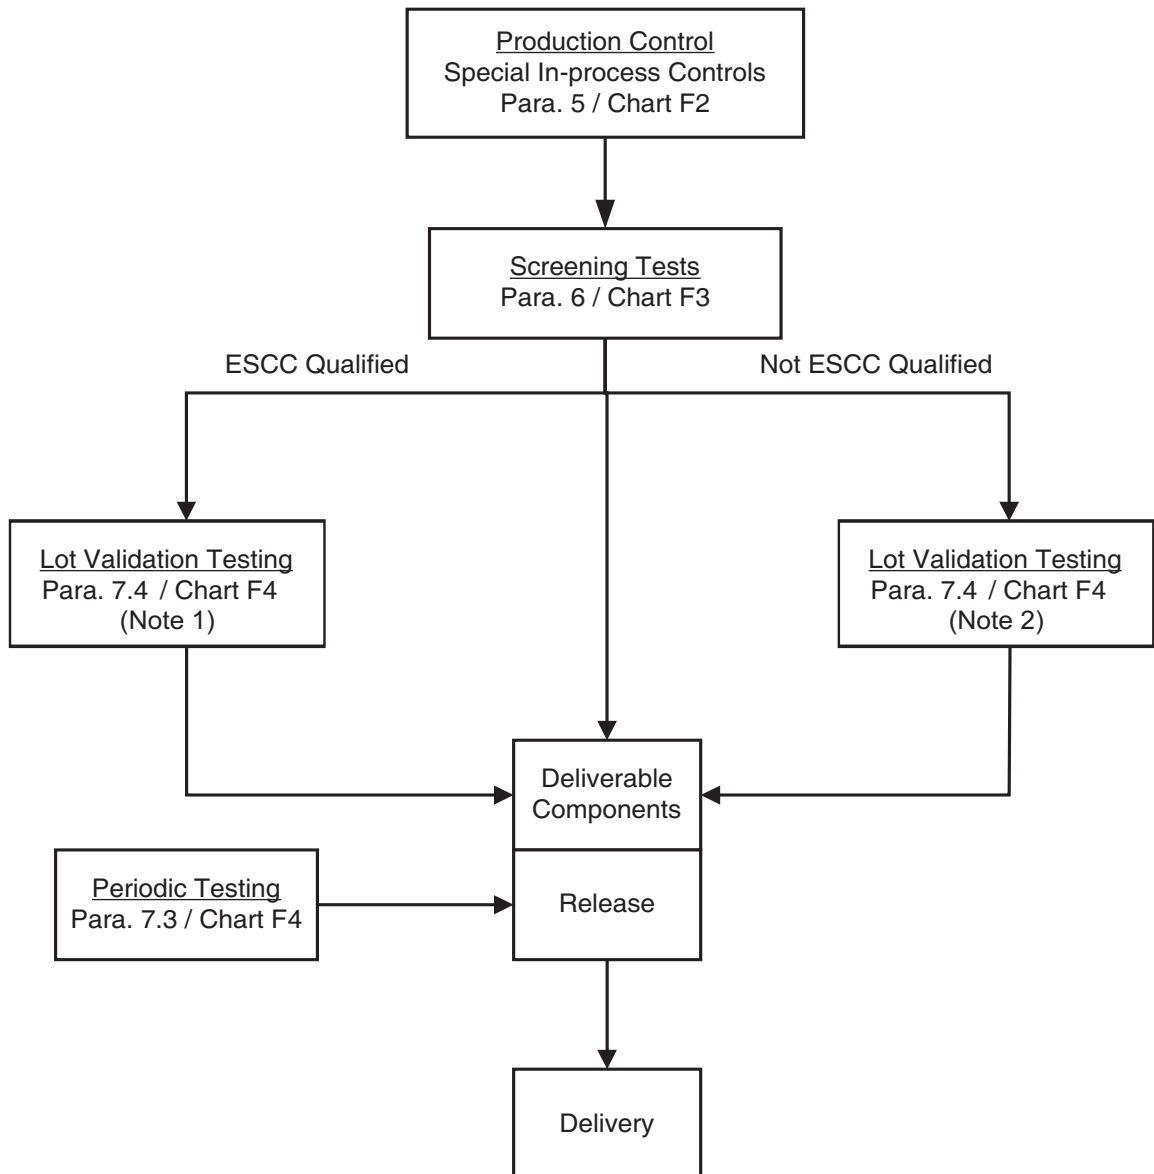 Production Control
Special In-process Controls
Para. 5 / Chart F2
Screening Tests
Para. 6 / Chart F3
ESCC Qualified
Not ESCC Qualified
Lot Validation Testing
Para. 7.4 / Chart F4
(Note 1)
Lot Validation Testing
Para. 7.4 / Chart F4
(Note 2)
Deliverable
Components
Periodic Testing
Para. 7.3 / Chart F4
Release
Delivery